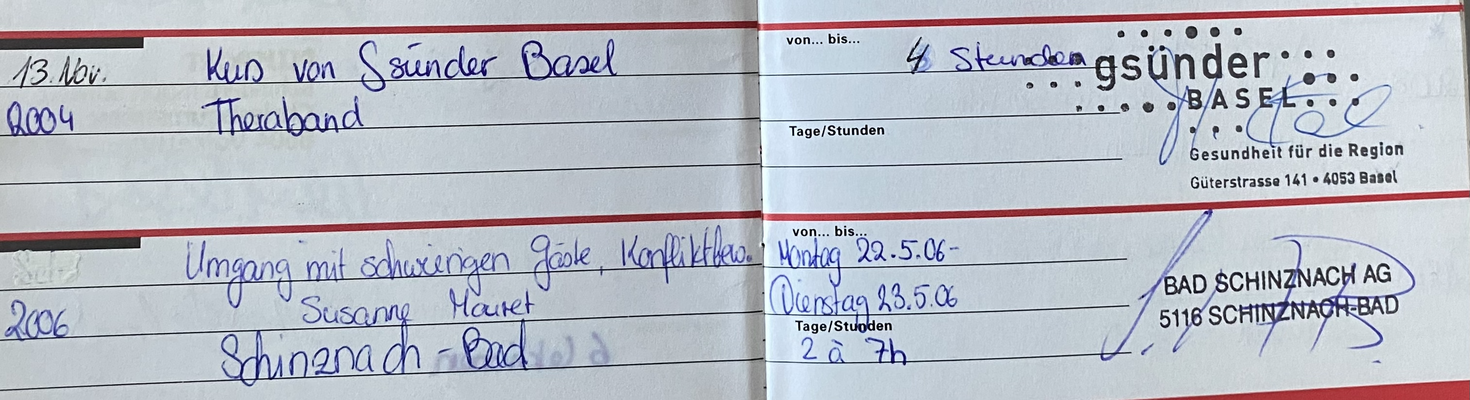 von... bis...
13. Nov. Kurs von Gsünder Basel 4 Stunden gsünder
2004 Theraband BASEL
Tage/Stunden
Gesundheit für die Region
Güterstrasse 141 • 4053 Basel
von... bis...
Umgang mit schwierigen Gäste, Konfliktbew. Montag 22.5.06-
BAD SCHINZNACH AG
2006 Susanne Mouret Dienstag 23.5.06
5116 SCHINZNACH-BAD
Tage/Stunden
Schinznach-Bad 2 à 7h